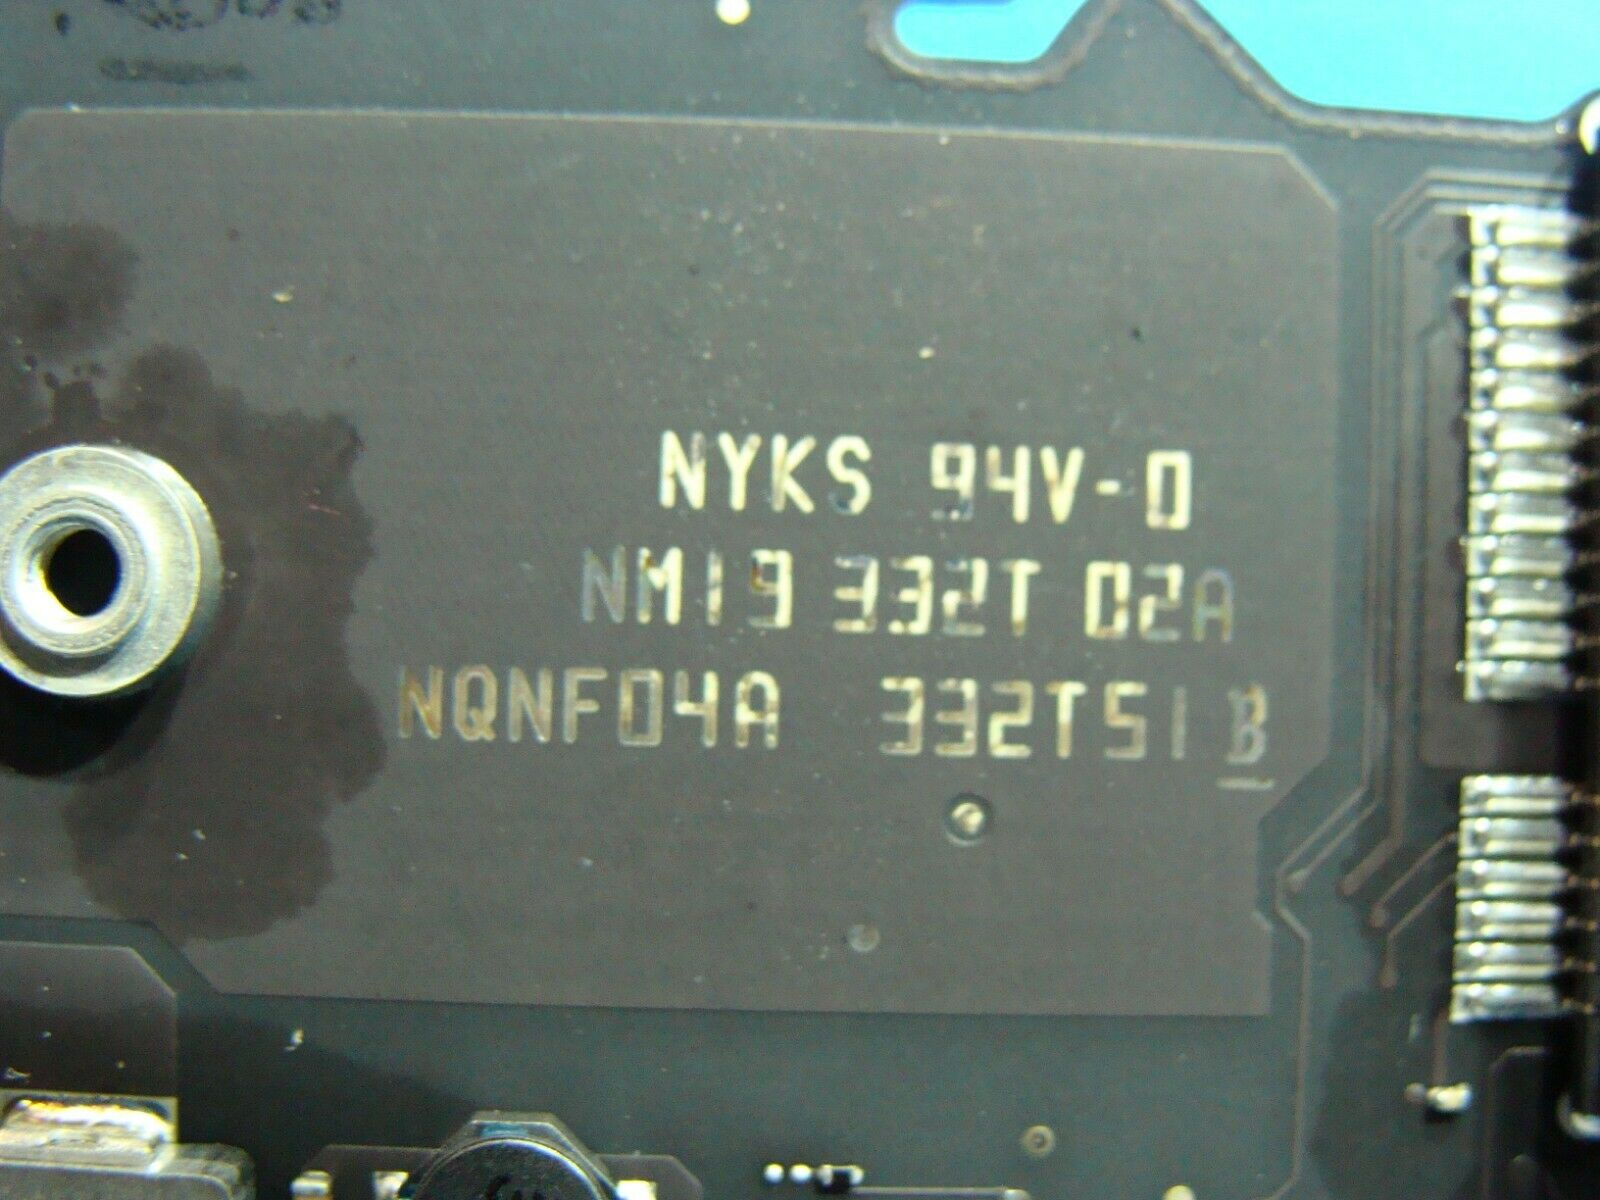 NYKS 94V-0
NM19 332T 02A
NQNF04A 332T51 B